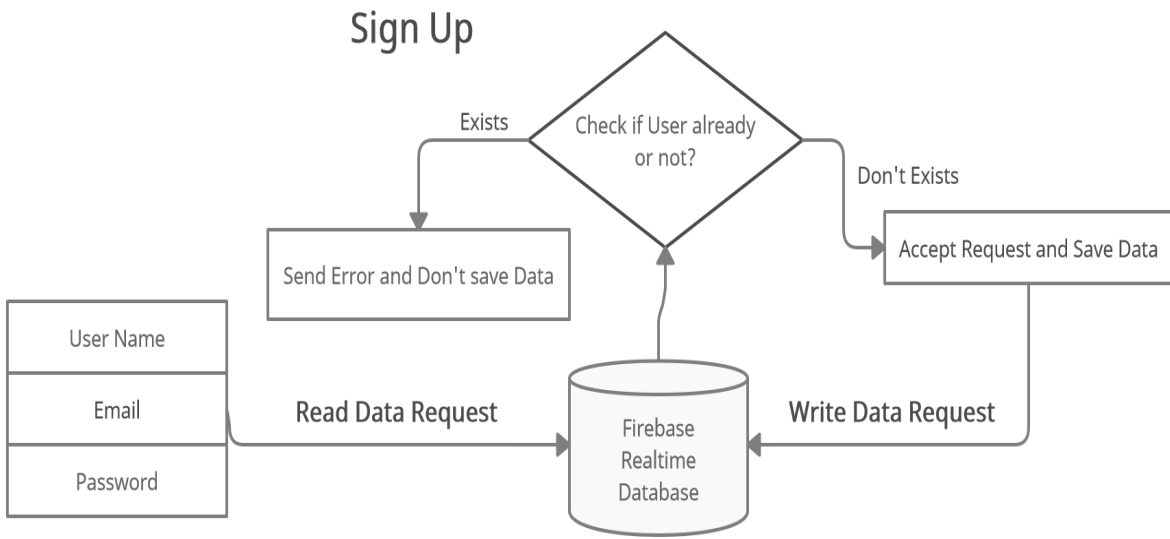 Sign Up
Exists
Check if User already
or not?
Don't Exists
Send Error and Don't save Data
Accept Request and Save Data
User Name
Email
Password
Read Data Request
Firebase
Realtime
Database
Write Data Request